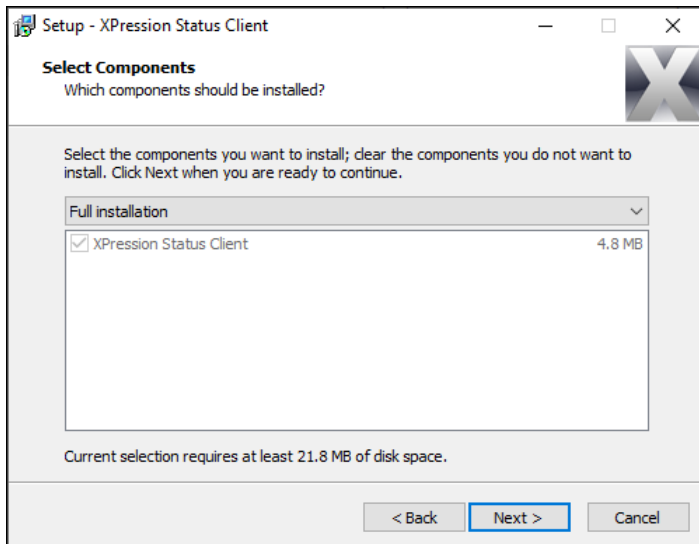 Setup - XPression Status Client
Select Components
Which components should be installed?
Select the components you want to install; clear the components you do not want to
install. Click Next when you are ready to continue.
Full installation
XPression Status Client 4.8 MB
Current selection requires at least 21.8 MB of disk space.
< Back Next > Cancel